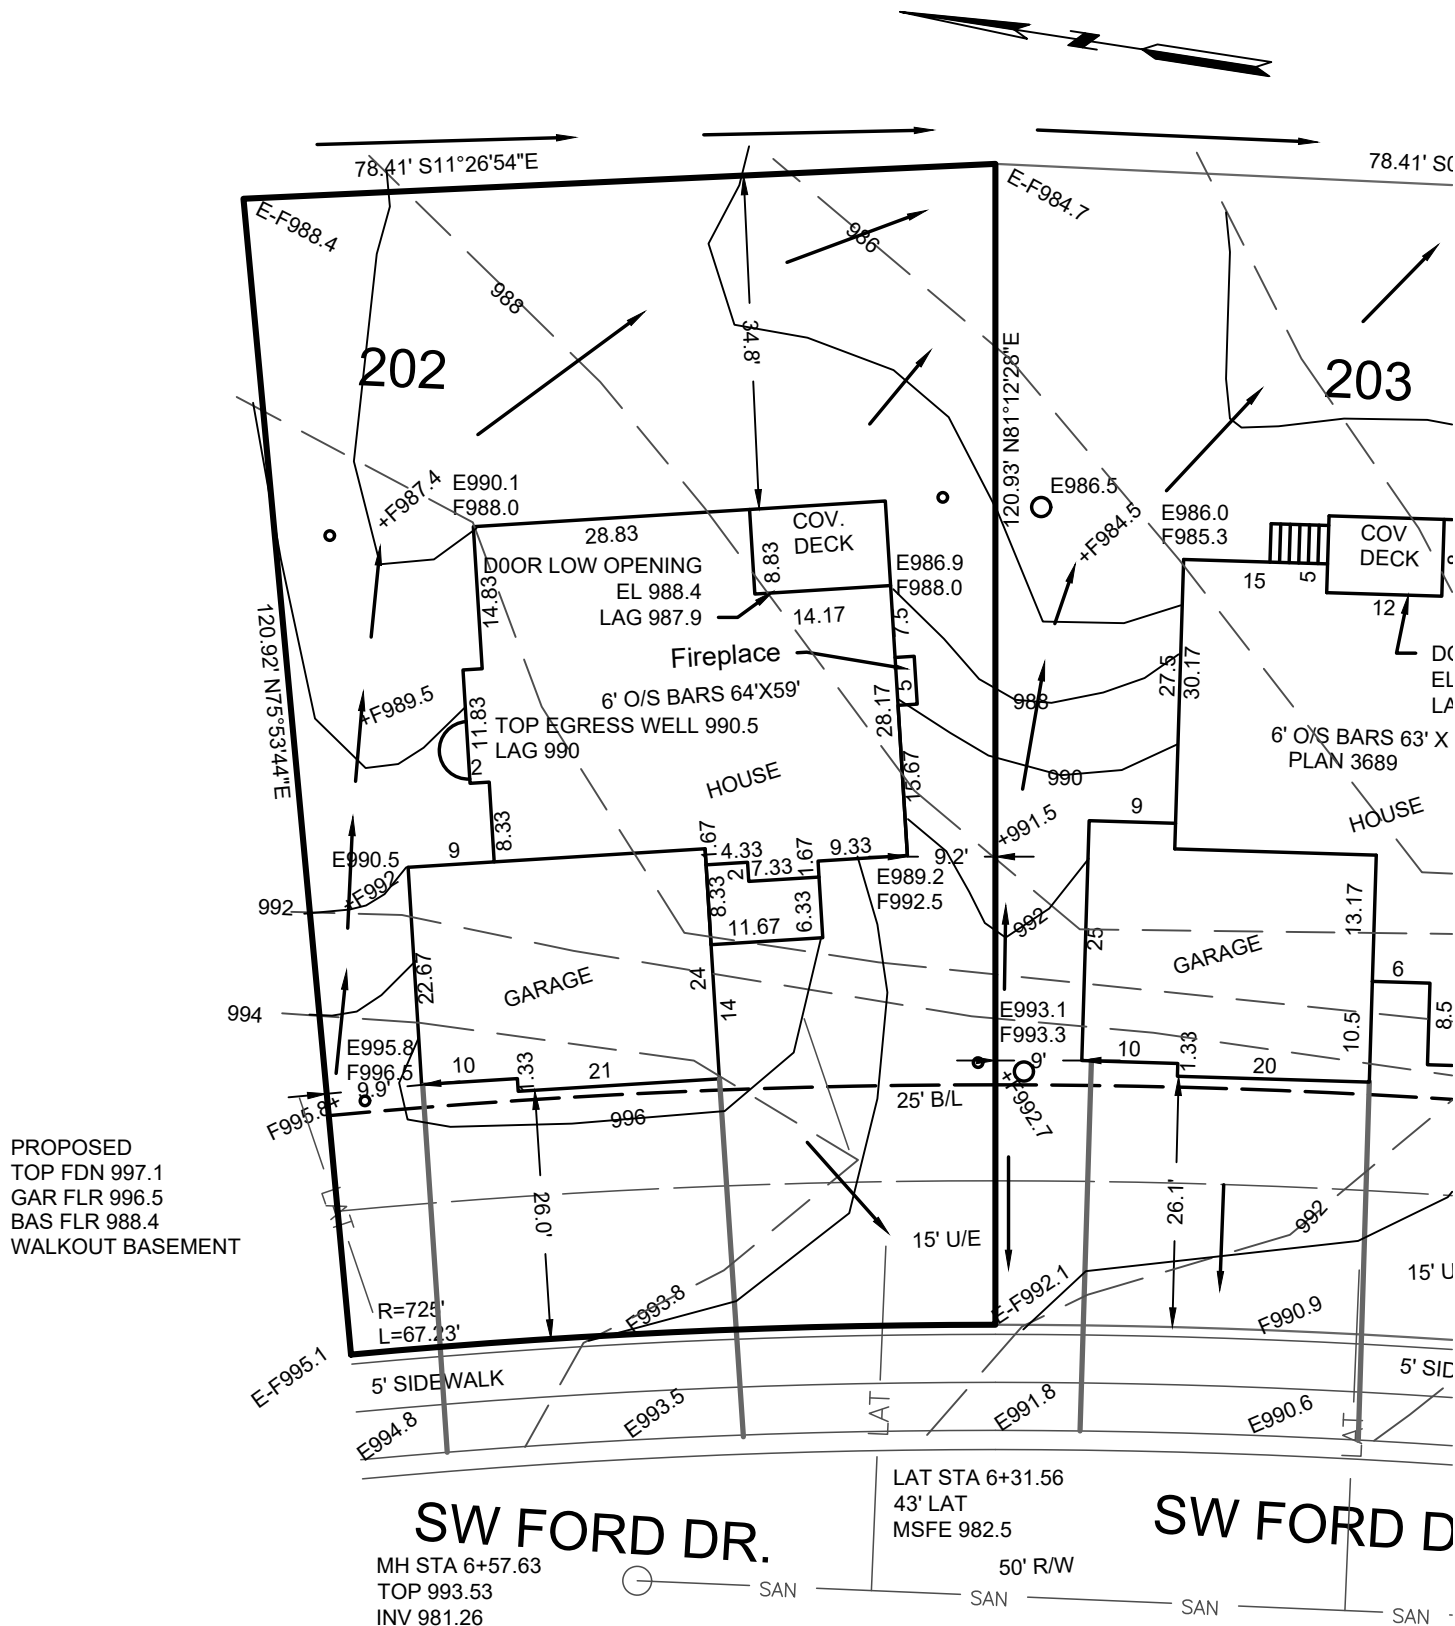 Z
78.41' S11°26'54"E
78.41' S0
E-F988.4
E-F984.7
986
988
34.8'
202
203
120.93' N81°12'28"E
+F987.4
E990.1
F988.0
E986.5
+F984.5
E986.0
F985.3
28.83
COV.
DECK
8.83
COV
DECK
DOOR LOW OPENING
EL 988.4
LAG 987.9
E986.9
F988.0
15
5
12
14.83
14.17
7.5
120.92' N75°53'44"E
Fireplace
5
27.5
30.17
DO
EL
LA
+F989.5
6' O/S BARS 64'X59'
TOP EGRESS WELL 990.5
LAG 990
11.83
2
28.17
988
6' O/S BARS 63' X
PLAN 3689
HOUSE
15.67
990
9
HOUSE
8.33
1.67
+991.5
E990.5
9
4.33
2
7.33
1.67
9.33
9.2'
+F992
E989.2
F992.5
992
8.33
11.67
6.33
992
25
13.17
GARAGE
22.67
24
14
GARAGE
6
994
E993.1
F993.3
10.5
8.5
E995.8
F996.5
10
1.33
21
9'
10
1.33
20
9.9'
F995.8+
996
25' B/L
+F992.7
PROPOSED
TOP FDN 997.1
GAR FLR 996.5
BAS FLR 988.4
WALKOUT BASEMENT
26.0'
26.1'
992
15' U/E
15' U
R=725'
L=67.23'
F993.8
E-F992.1
F990.9
E-F995.1
5' SIDEWALK
5' SID
E994.8
E993.5
LAT
E991.8
E990.6
LAT
LAT STA 6+31.56
43' LAT
MSFE 982.5
SW FORD DR.
SW FORD D
MH STA 6+57.63
TOP 993.53
INV 981.26
50' R/W
SAN
SAN
SAN
SAN